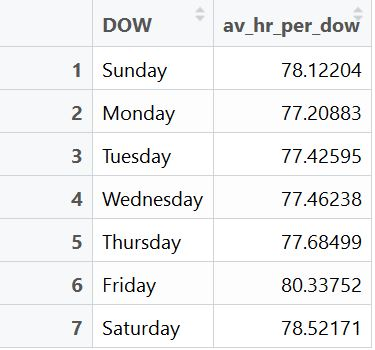 DOW av_hr_per_dow
1 Sunday 78.12204
2 Monday 77.20883
3 Tuesday 77.42595
4 Wednesday 77.46238
5 Thursday 77.68499
6 Friday 80.33752
7 Saturday 78.52171